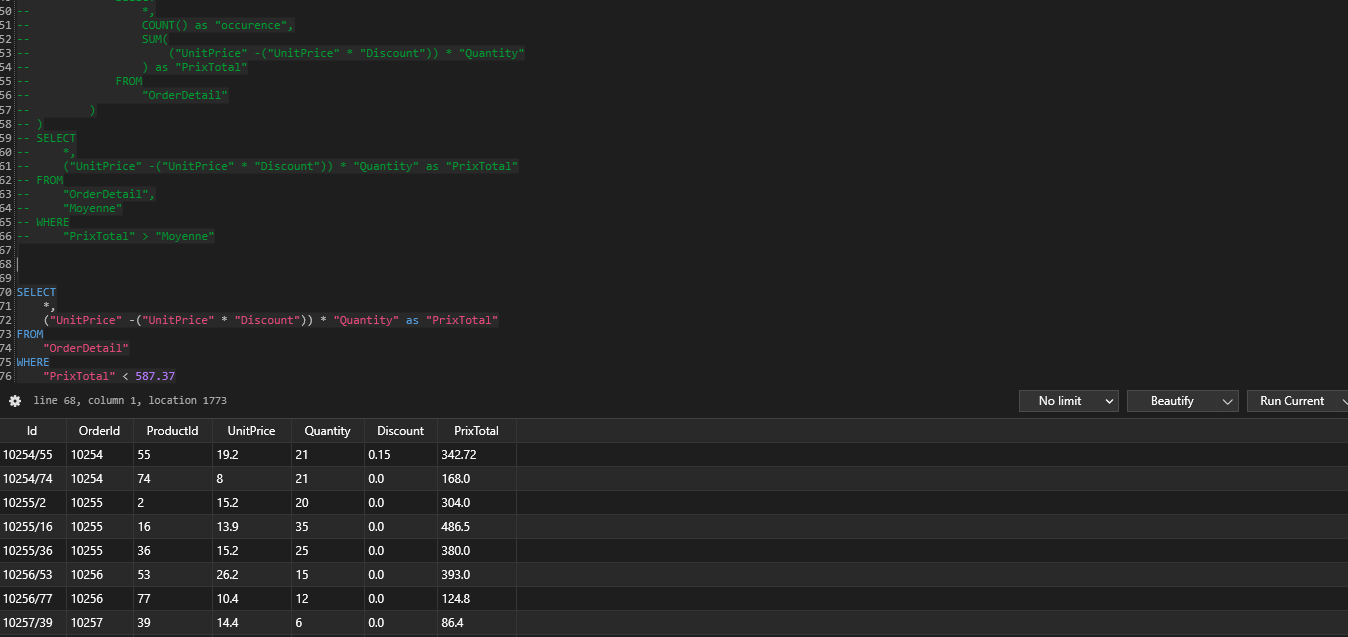 50 -- *,
51 -- COUNT() as "occurence",
52 -- SUM(
53 -- ("UnitPrice" -("UnitPrice" * "Discount")) * "Quantity"
54 -- ) as "PrixTotal"
55 -- FROM
56 -- "OrderDetail"
57 -- )
58 -- )
59 -- SELECT
60 -- *,
61 -- ("UnitPrice" -("UnitPrice" * "Discount")) * "Quantity" as "PrixTotal"
62 -- FROM
63 -- "OrderDetail",
64 -- "Moyenne"
65 -- WHERE
66 -- "PrixTotal" > "Moyenne"
67
68
69
70 SELECT
71 *,
72 ("UnitPrice" -("UnitPrice" * "Discount")) * "Quantity" as "PrixTotal"
73 FROM
74 "OrderDetail"
75 WHERE
76 "PrixTotal" < 587.37
line 68, column 1, location 1773 No limit Beautify Run Current
Id OrderId ProductId UnitPrice Quantity Discount PrixTotal
10254/55 10254 55 19.2 21 0.15 342.72
10254/74 10254 74 8 21 0.0 168.0
10255/2 10255 2 15.2 20 0.0 304.0
10255/16 10255 16 13.9 35 0.0 486.5
10255/36 10255 36 15.2 25 0.0 380.0
10256/53 10256 53 26.2 15 0.0 393.0
10256/77 10256 77 10.4 12 0.0 124.8
10257/39 10257 39 14.4 6 0.0 86.4